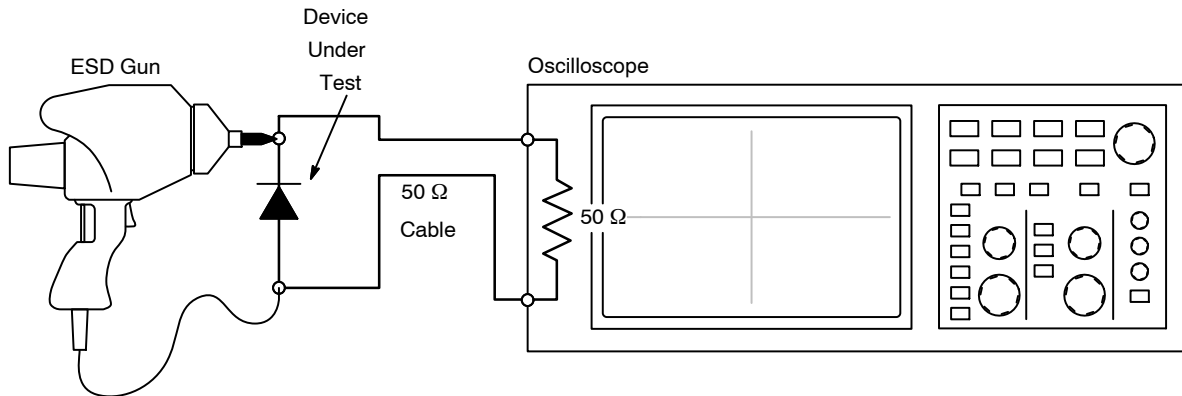 Device
Under
Test
ESD Gun
Oscilloscope
50 Ω
Cable
50 Ω